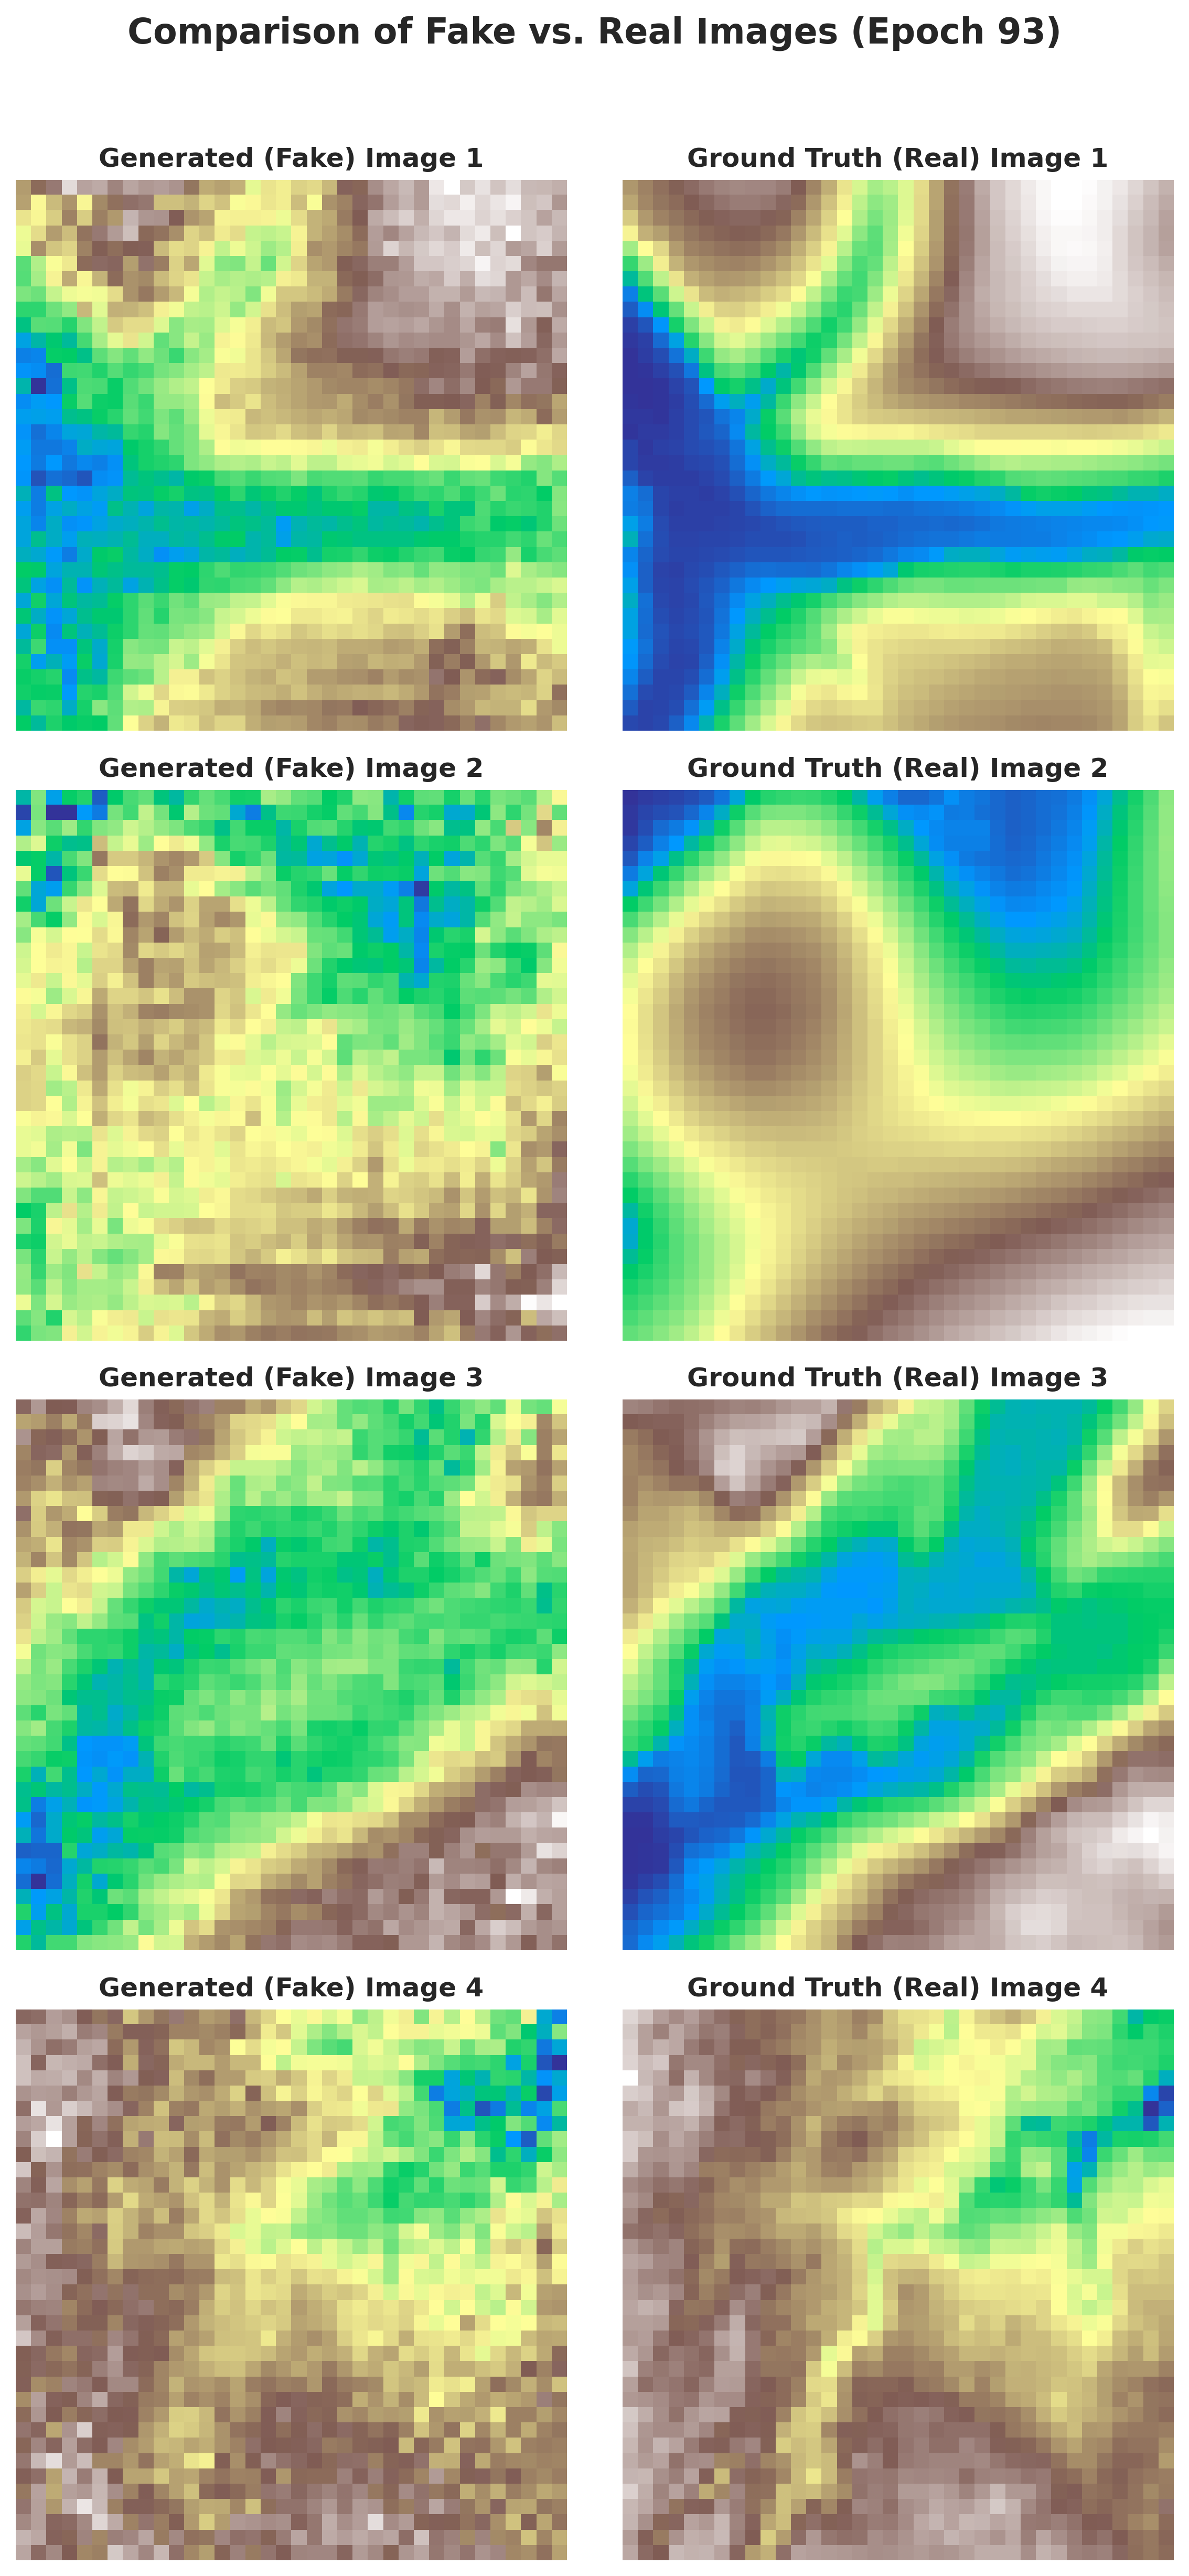 Comparison of Fake vs. Real Images (Epoch 93)
Generated (Fake) Image 1
Ground Truth (Real) Image 1
Generated (Fake) Image 2
Ground Truth (Real) Image 2
Generated (Fake) Image 3
Ground Truth (Real) Image 3
Generated (Fake) Image 4
Ground Truth (Real) Image 4